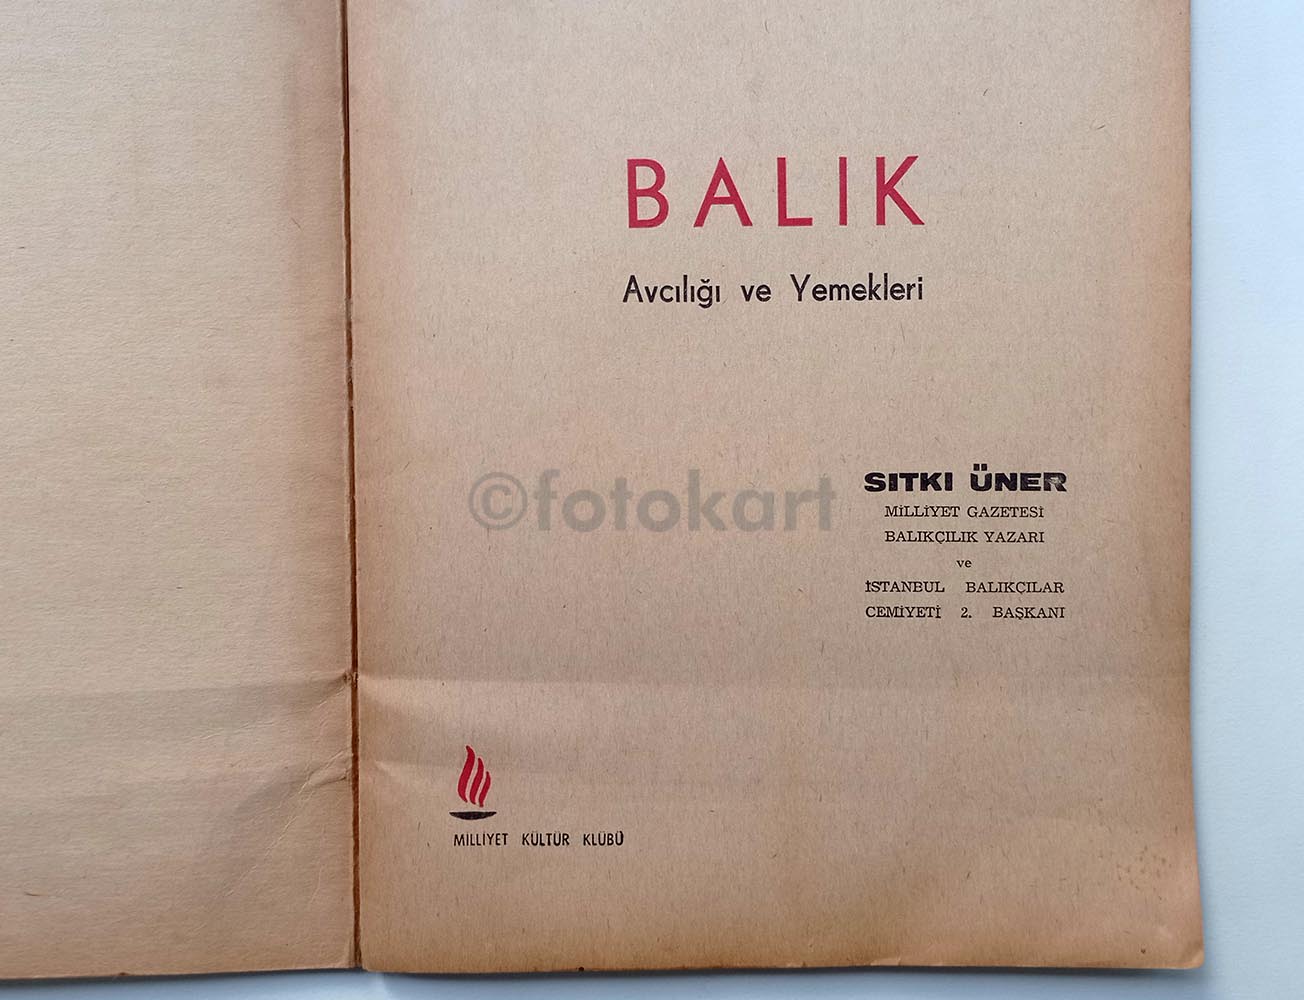 BALIK
Avcılığı ve Yemekleri
©fotokart
SITKI ÜNER
MİLLİYET GAZETESİ
BALIKÇILIK YAZARI
ve
İSTANBUL BALIKÇILAR
CEMİYETİ 2. BAŞKANI
MİLLİYET KÜLTÜR KLÜBÜ